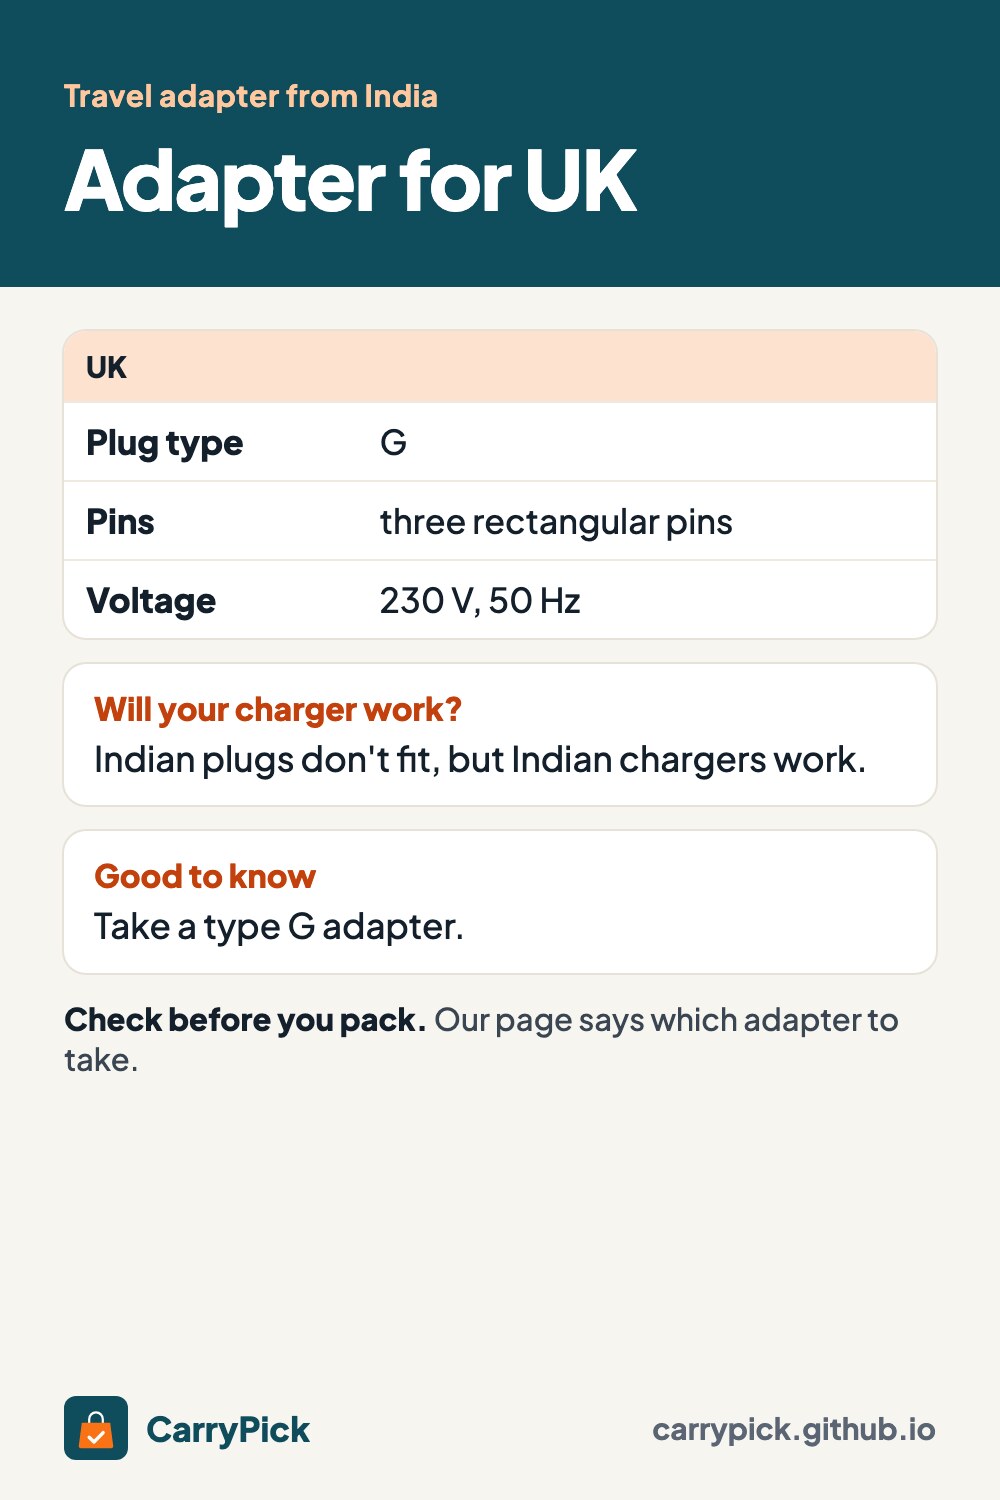 Travel adapter from India
Adapter for UK
UK
Plug type G
Pins three rectangular pins
Voltage 230 V, 50 Hz
Will your charger work?
Indian plugs don't fit, but Indian chargers work.
Good to know
Take a type G adapter.
Check before you pack. Our page says which adapter to
take.
CarryPick carrypick.github.io